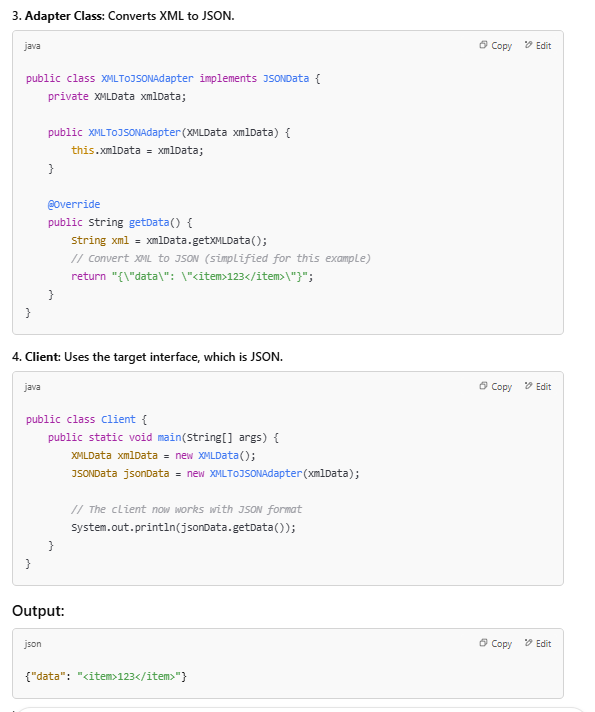 3. Adapter Class: Converts XML to JSON.
java
Copy
Edit
public class XMLToJSONAdapter implements JSONData {
    private XMLData xmlData;
    public XMLToJSONAdapter(XMLData xmlData) {
        this.xmlData = xmlData;
    }
    @Override
    public String getData() {
        String xml = xmlData.getXMLData();
        // Convert XML to JSON (simplified for this example)
        return "{\"data\": \"<item>123</item>\"}";
    }
}
4. Client: Uses the target interface, which is JSON.
java
Copy
Edit
public class Client {
    public static void main(String[] args) {
        XMLData xmlData = new XMLData();
        JSONData jsonData = new XMLToJSONAdapter(xmlData);
        // The client now works with JSON format
        System.out.println(jsonData.getData());
    }
}
Output:
json
Copy
Edit
{"data": "<item>123</item>"}